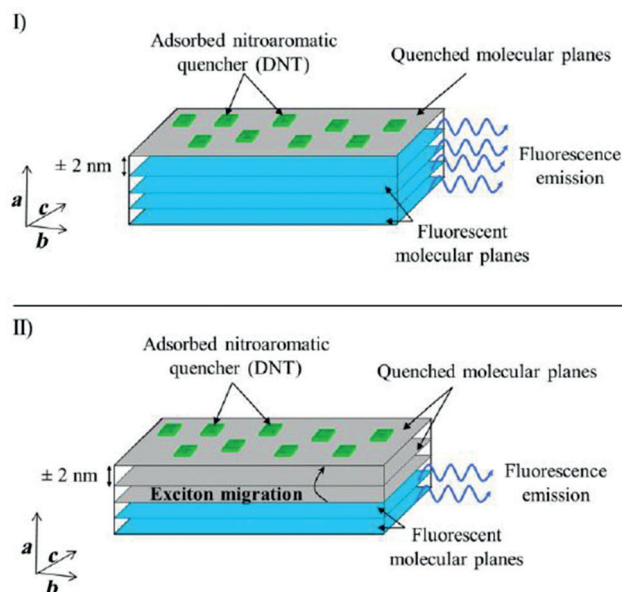 I)
Adsorbed nitroaromatic
quencher (DNT)
Quenched molecular planes
± 2 nm
Fluorescence
emission
a
c
b
Fluorescent
molecular planes
II)
Adsorbed nitroaromatic
quencher (DNT)
Quenched molecular planes
± 2 nm
Exciton migration
Fluorescence
emission
a
c
b
Fluorescent
molecular planes